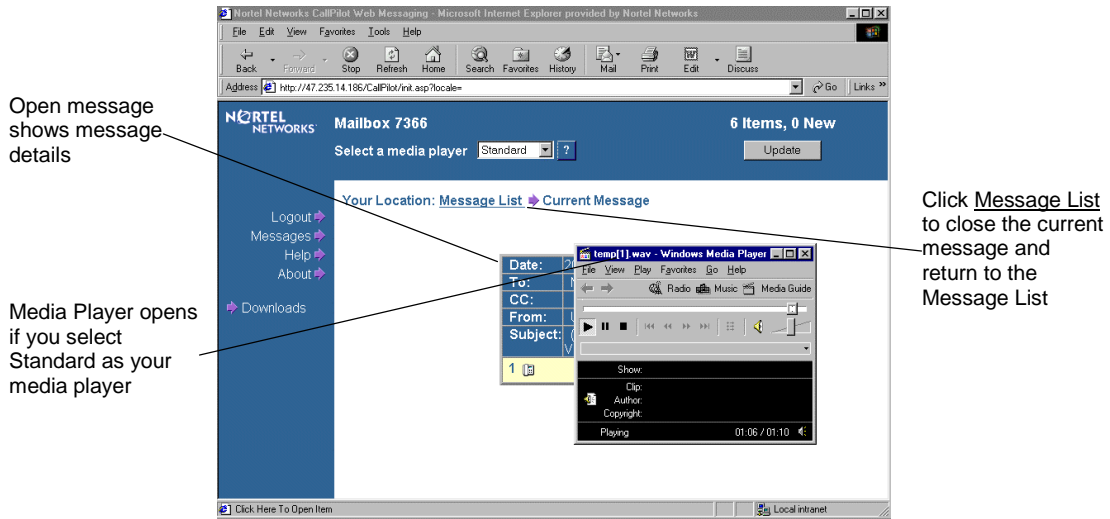 Nortel Networks CallPilot Web Messaging - Microsoft Internet Explorer provided by Nortel Networks
File Edit View Favorites Tools Help
Back Forward Stop Refresh Home Search Favorites History Mail Print Edit Discuss
Address http://47.235.14.186/CallPilot/init.asp?locale= Go Links »
Open message
shows message
details
NORTEL
NETWORKS
Mailbox 7366
6 Items, 0 New
Select a media player Standard ?
Update
Your Location: Message List Current Message
Logout
Messages
Help
About
Downloads
Click Message List
to close the current
message and
return to the
Message List
Media Player opens
if you select
Standard as your
media player
Date: 20
To:
CC:
From:
Subject: (
V
1
temp[1].wav - Windows Media Player
File View Play Favorites Go Help
Radio Music Media Guide
Show:
Clip:
Author:
Copyright:
Playing 01:06 / 01:10
Click Here To Open Item
Local intranet